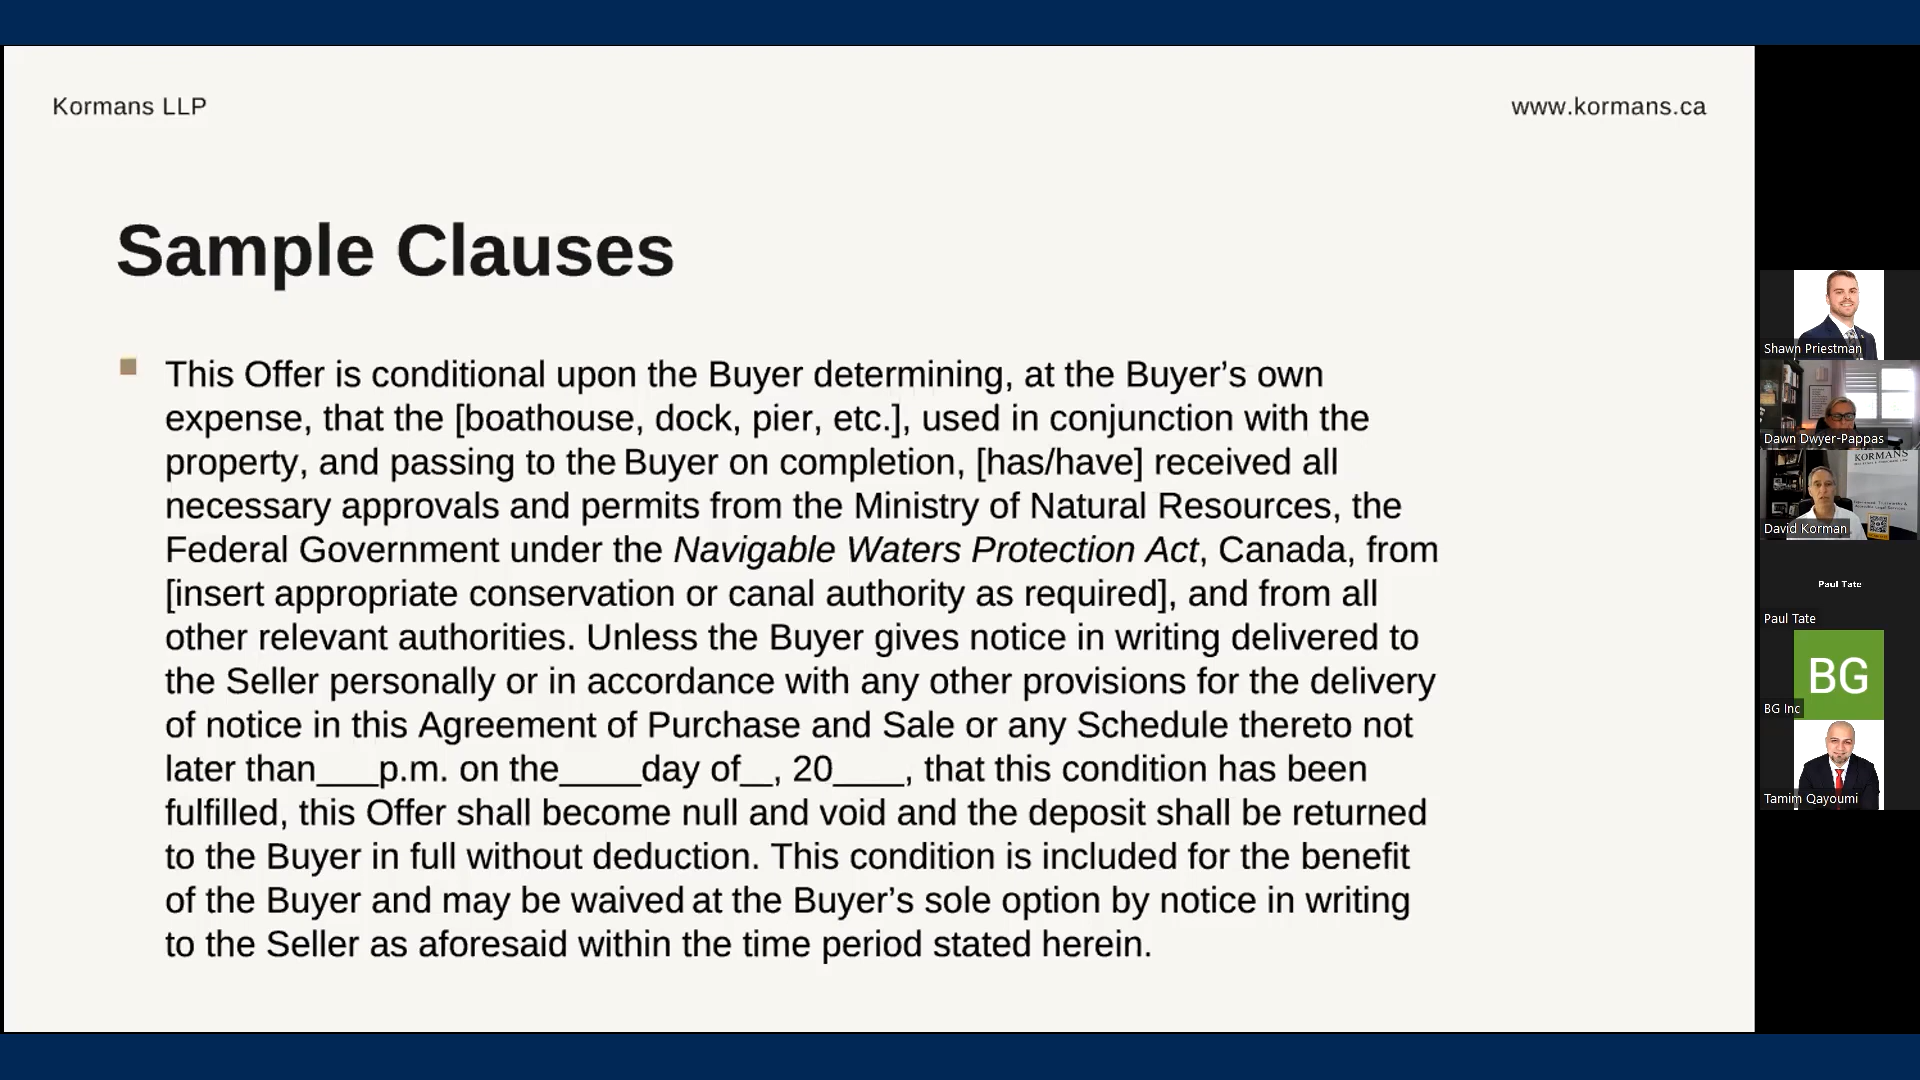 Kormans LLP
www.kormans.ca
Sample Clauses
This Offer is conditional upon the Buyer determining, at the Buyer’s own
expense, that the [boathouse, dock, pier, etc.], used in conjunction with the
property, and passing to the Buyer on completion, [has/have] received all
necessary approvals and permits from the Ministry of Natural Resources, the
Federal Government under the Navigable Waters Protection Act, Canada, from
[insert appropriate conservation or canal authority as required], and from all
other relevant authorities. Unless the Buyer gives notice in writing delivered to
the Seller personally or in accordance with any other provisions for the delivery
of notice in this Agreement of Purchase and Sale or any Schedule thereto not
later than___p.m. on the____day of__, 20____, that this condition has been
fulfilled, this Offer shall become null and void and the deposit shall be returned
to the Buyer in full without deduction. This condition is included for the benefit
of the Buyer and may be waived at the Buyer’s sole option by notice in writing
to the Seller as aforesaid within the time period stated herein.
Shawn Priestman
Dawn Dwyer-Pappas
KORMANS
David Korman
Paul Tate
Paul Tate
BG
BG Inc
Tamim Qayoumi